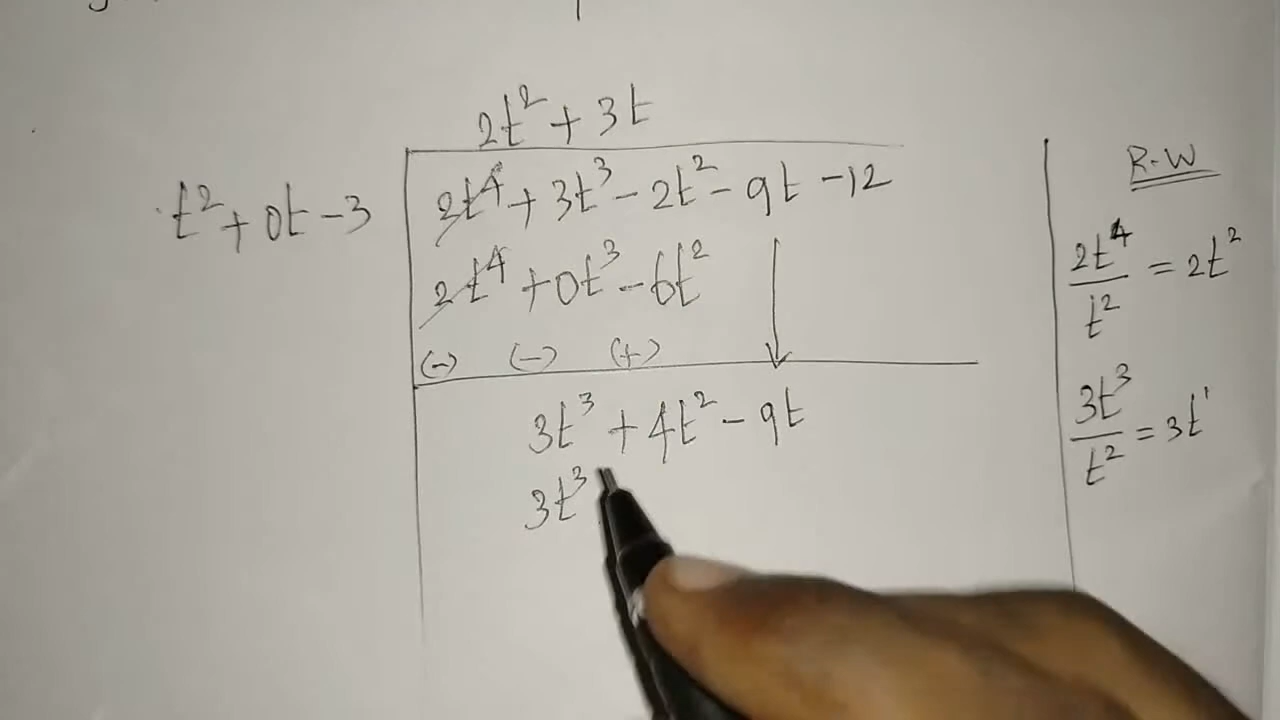 2t² + 3t
t² + 0t - 3
2t⁴ + 3t³ - 2t² - 9t - 12
2t⁴ + 0t³ - 6t²
(-) (-) (+)
3t³ + 4t² - 9t
3t³
R.W
2t⁴/t² = 2t²
3t³/t² = 3t¹